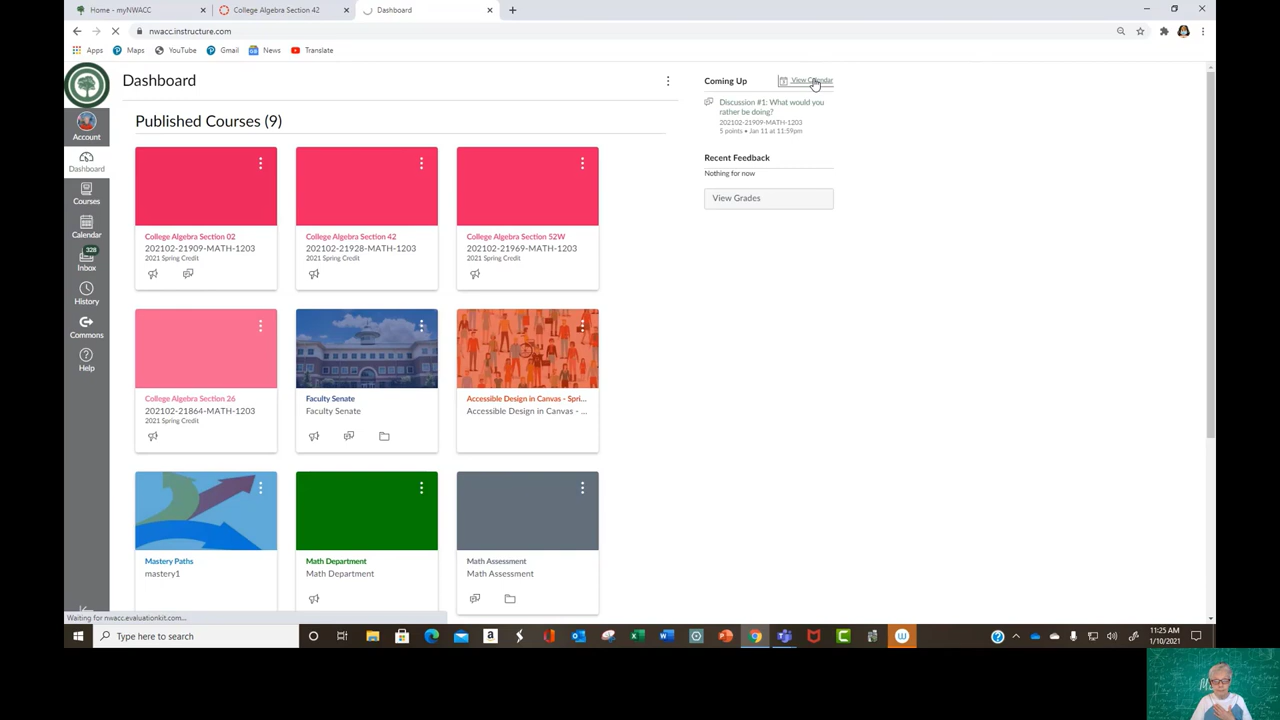 Home - myNWACC
College Algebra Section 42
Dashboard
nwacc.instructure.com
Apps
Maps
YouTube
Gmail
News
Translate
Account
Dashboard
Courses
Calendar
328
Inbox
History
Commons
Help
Dashboard
Published Courses (9)
College Algebra Section 02
202102-21909-MATH-1203
2021 Spring Credit
College Algebra Section 42
202102-21928-MATH-1203
2021 Spring Credit
College Algebra Section 52W
202102-21969-MATH-1203
2021 Spring Credit
College Algebra Section 26
202102-21864-MATH-1203
2021 Spring Credit
Faculty Senate
Faculty Senate
Accessible Design in Canvas - Spri...
Accessible Design in Canvas - ...
Mastery Paths
mastery1
Math Department
Math Department
Math Assessment
Math Assessment
Coming Up
View Calendar
Discussion #1: What would you
rather be doing?
202102-21909-MATH-1203
5 points • Jan 11 at 11:59pm
Recent Feedback
Nothing for now
View Grades
Waiting for nwacc.evaluationkit.com...
Type here to search
11:25 AM
1/10/2021